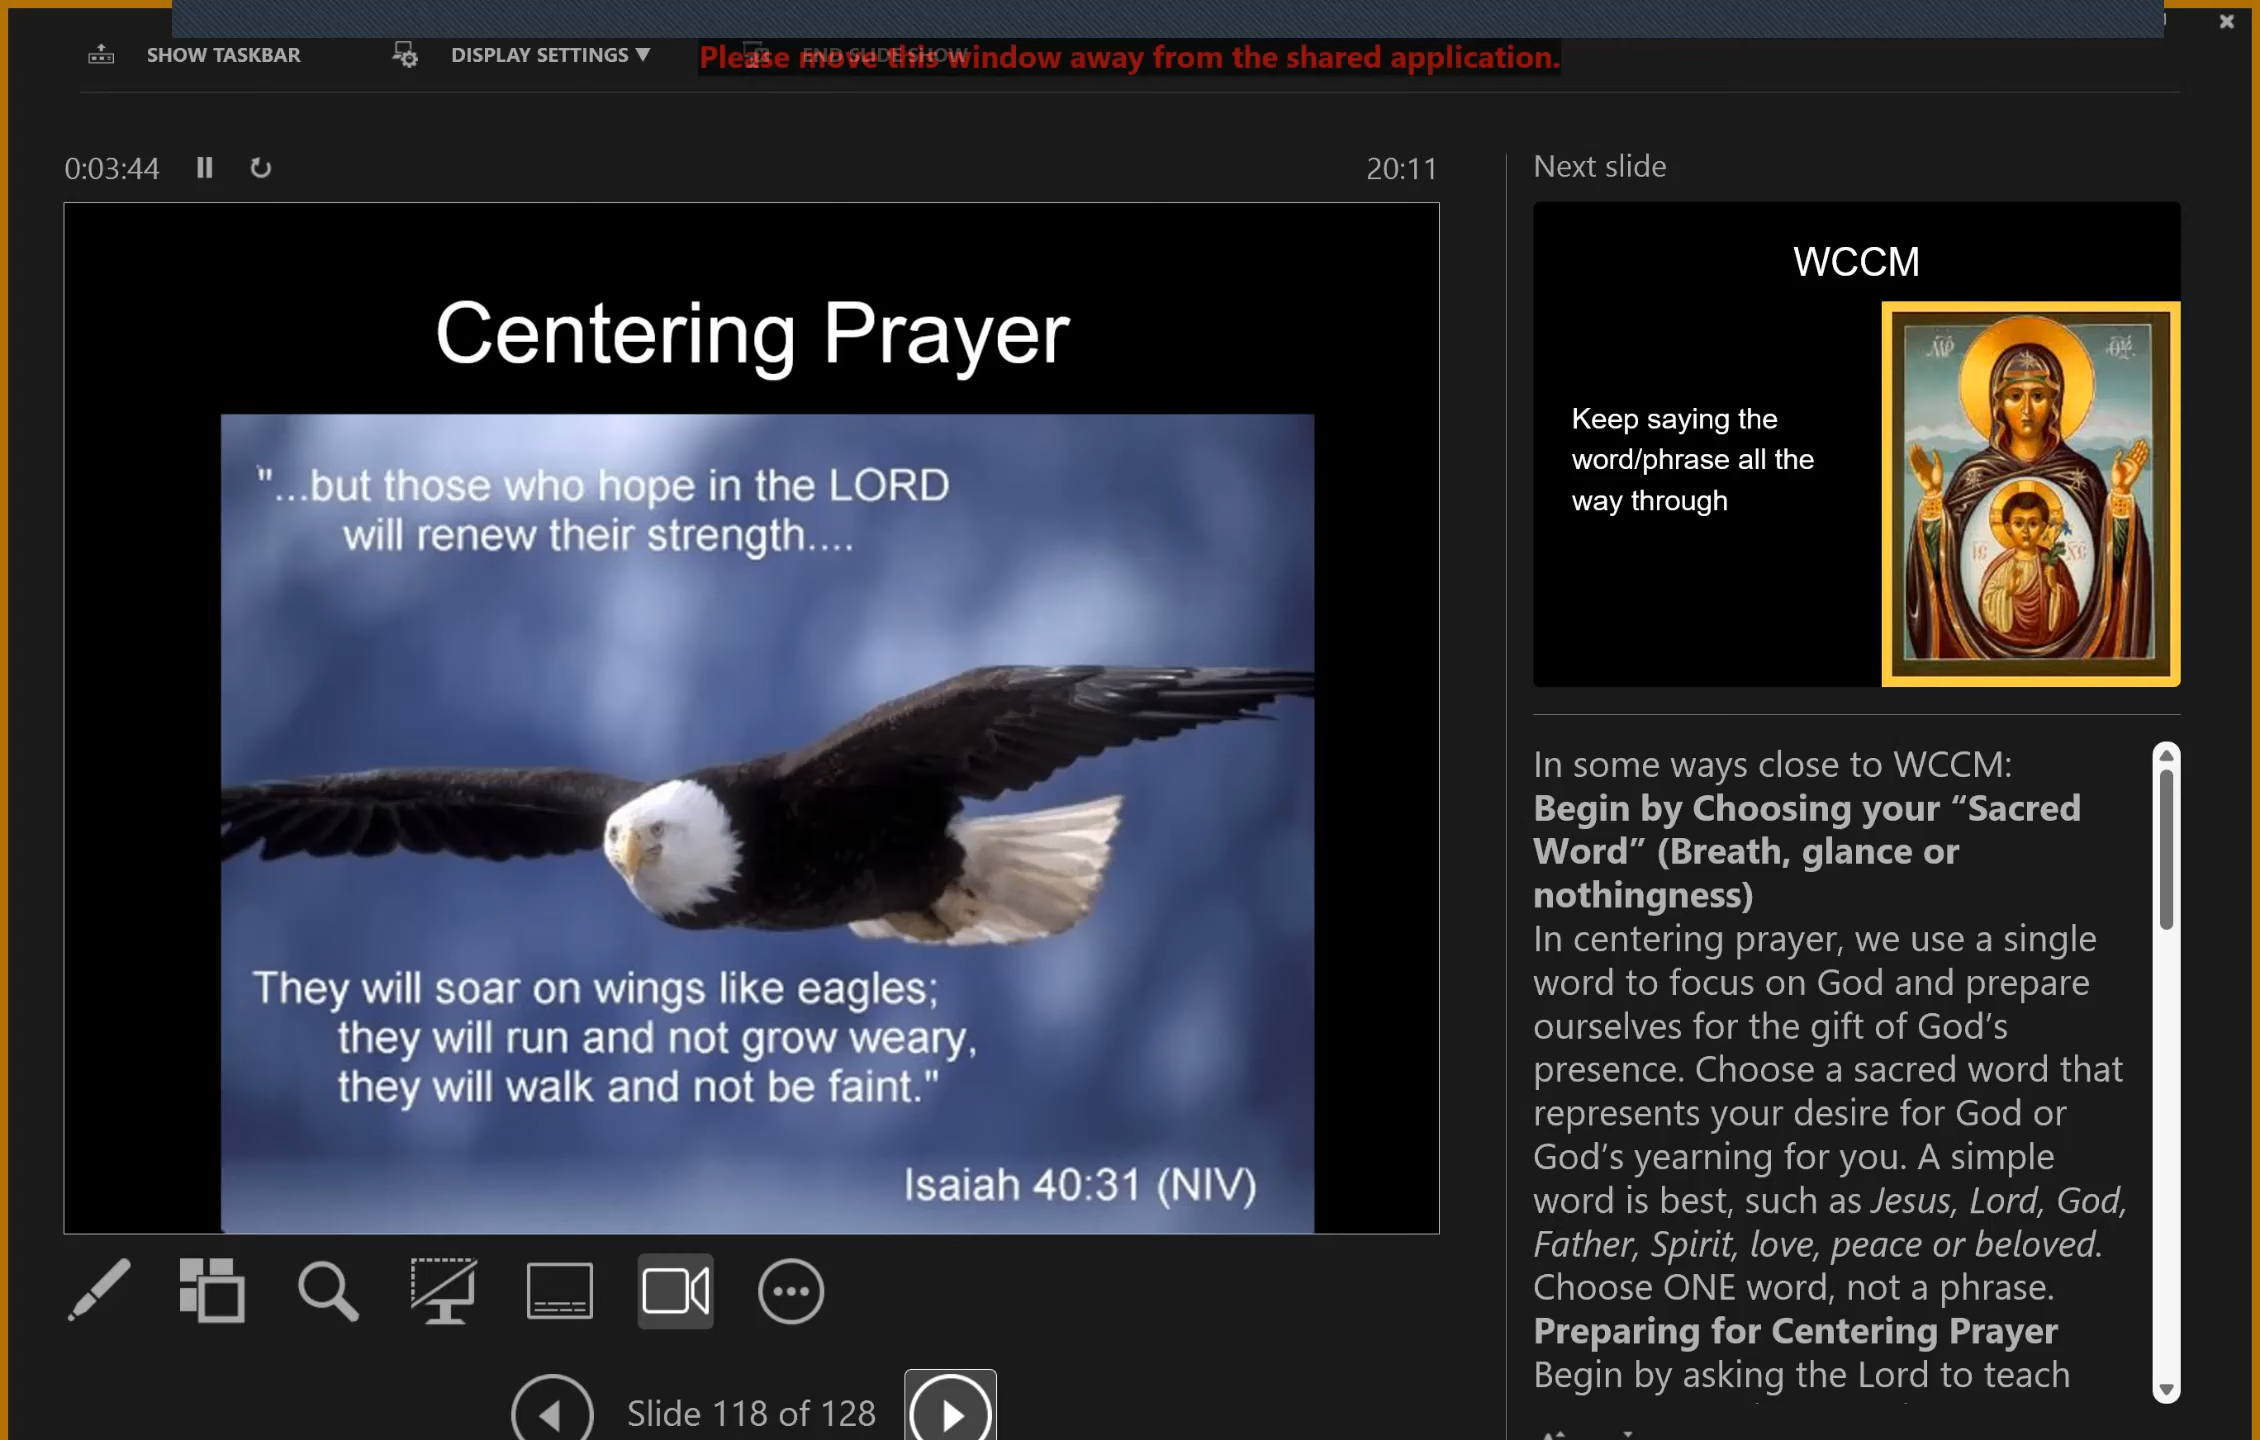 SHOW TASKBAR
DISPLAY SETTINGS ▼
END SLIDE SHOW
Please move this window away from the shared application.
0:03:44
20:11
Centering Prayer
"...but those who hope in the LORD
will renew their strength....
They will soar on wings like eagles;
they will run and not grow weary,
they will walk and not be faint."
Isaiah 40:31 (NIV)
Slide 118 of 128
Next slide
WCCM
Keep saying the
word/phrase all the
way through
In some ways close to WCCM:
Begin by Choosing your “Sacred
Word” (Breath, glance or
nothingness)
In centering prayer, we use a single
word to focus on God and prepare
ourselves for the gift of God’s
presence. Choose a sacred word that
represents your desire for God or
God’s yearning for you. A simple
word is best, such as Jesus, Lord, God,
Father, Spirit, love, peace or beloved.
Choose ONE word, not a phrase.
Preparing for Centering Prayer
Begin by asking the Lord to teach